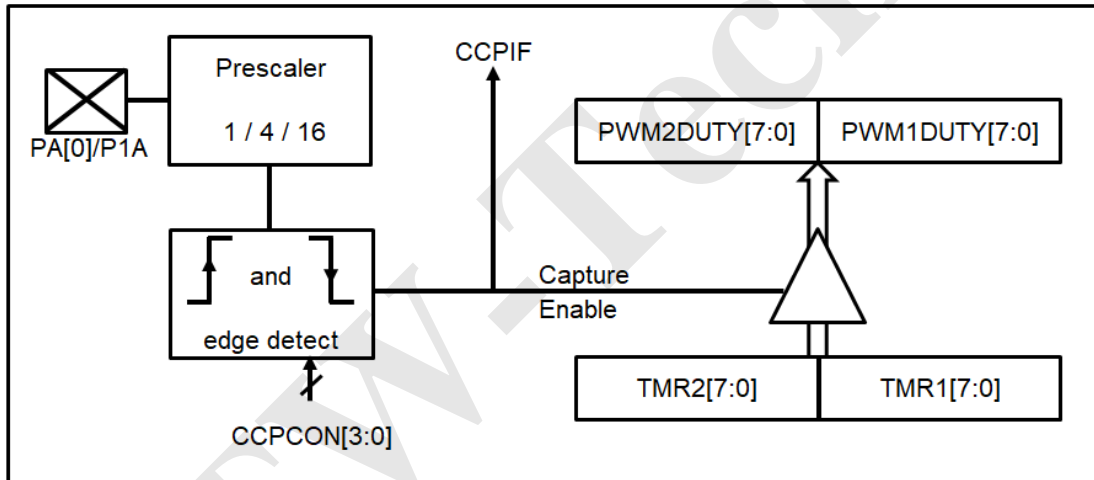 Prescaler
1 / 4 / 16
PA[0]/P1A
CCPIF
PWM2DUTY[7:0]
PWM1DUTY[7:0]
and
edge detect
Capture
Enable
TMR2[7:0]
TMR1[7:0]
CCPCON[3:0]